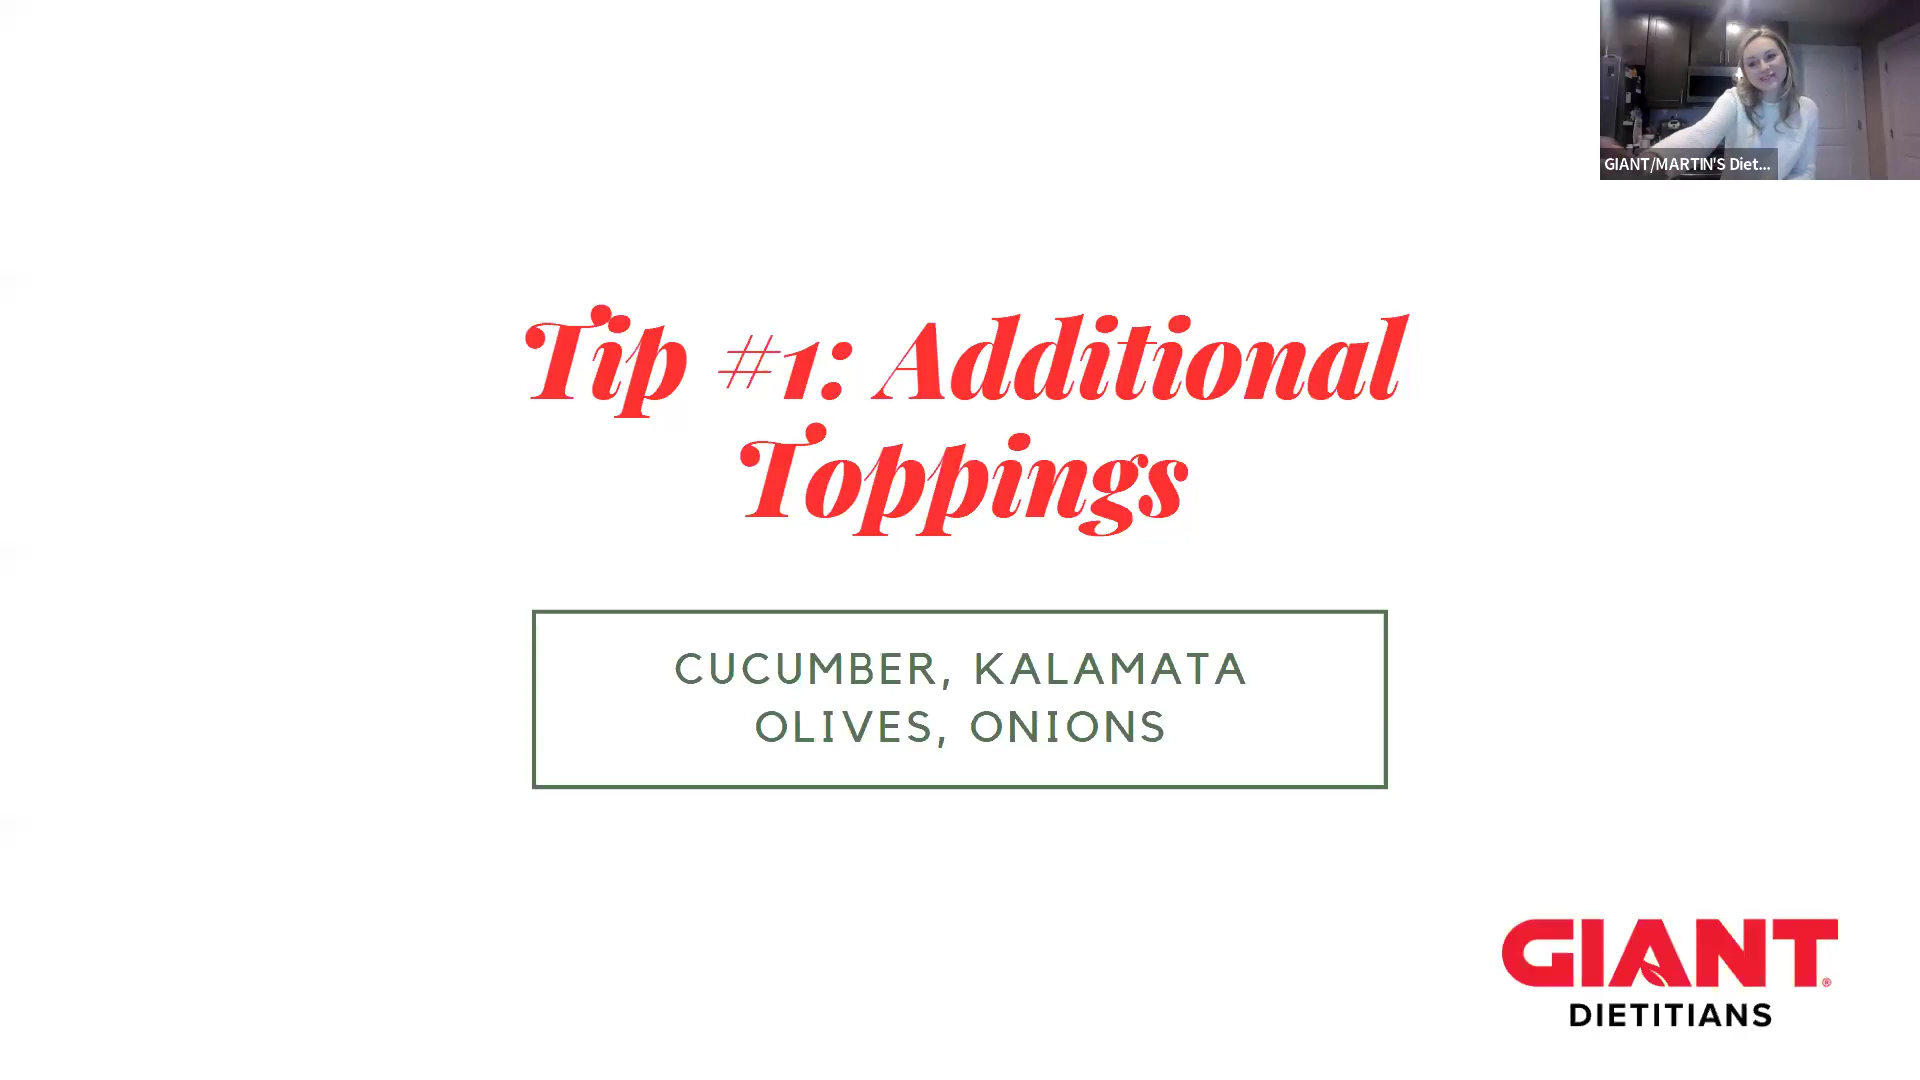 GIANT/MARTIN'S Diet...
Tip #1: Additional
Toppings
CUCUMBER, KALAMATA
OLIVES, ONIONS
GIANT®
DIETITIANS